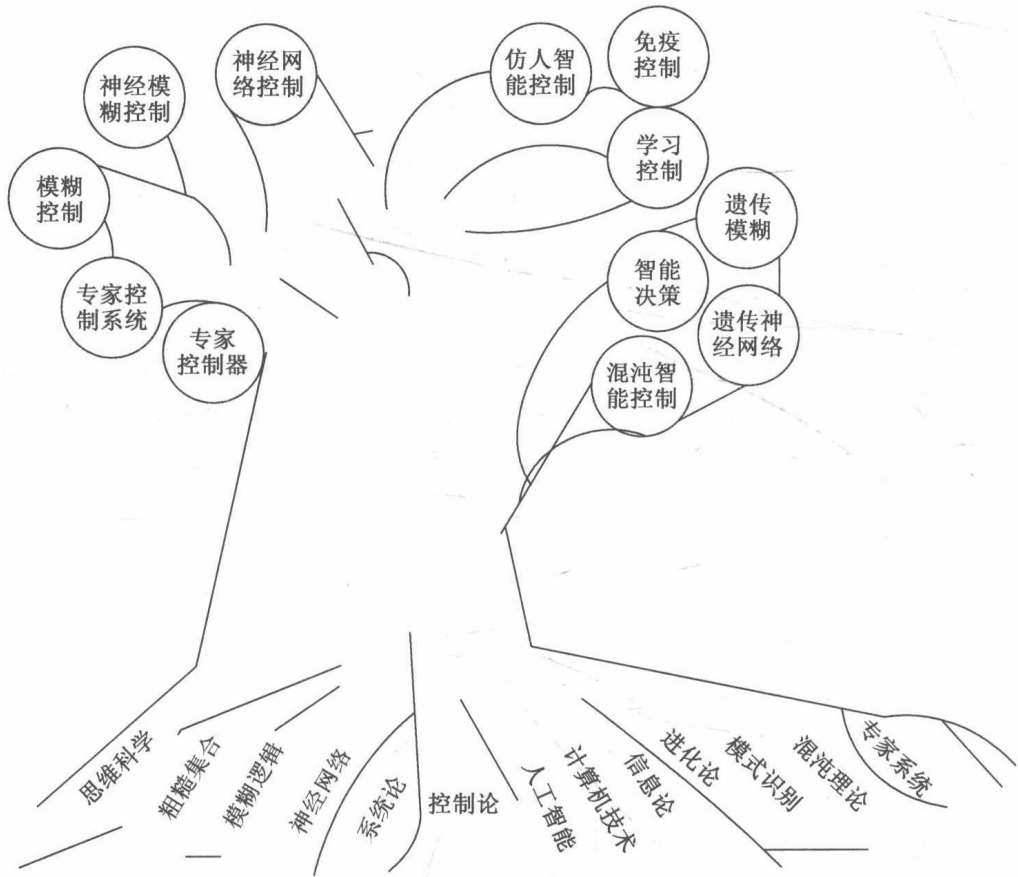 神经网
络控制
仿人智
能控制
免疫
控制
神经模
糊控制
学习
控制
模糊
控制
遗传
模糊
专家控
制系统
智能
决策
专家
控制器
遗传神
经网络
混沌智
能控制
思维科学
粗糙集合
模糊逻辑
神经网络
系统论
控制论
人工智能
计算机技术
信息论
进化论
模式识别
混沌理论
专家系统